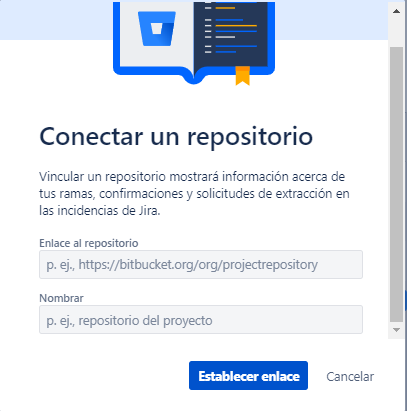 Conectar un repositorio
Vincular un repositorio mostrará información acerca de
tus ramas, confirmaciones y solicitudes de extracción en
las incidencias de Jira.
Enlace al repositorio
p. ej., https://bitbucket.org/org/projectrepository
Nombrar
p. ej., repositorio del proyecto
Establecer enlace
Cancelar